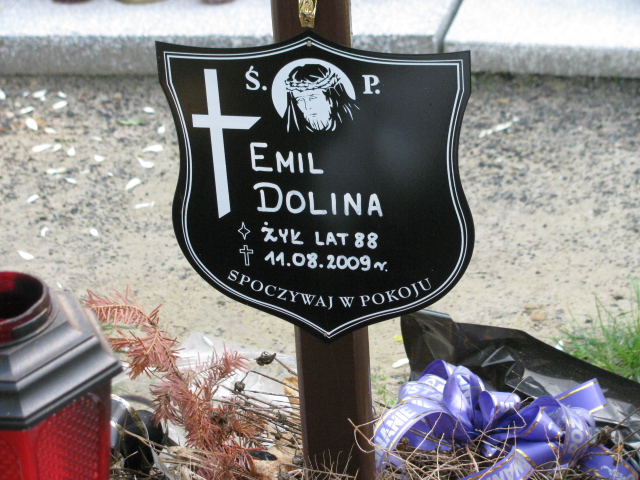 Ś. P.
EMIL
DOLINA
ŻYŁ LAT 88
11.08.2009 r.
SPOCZYWAJ W POKOJU